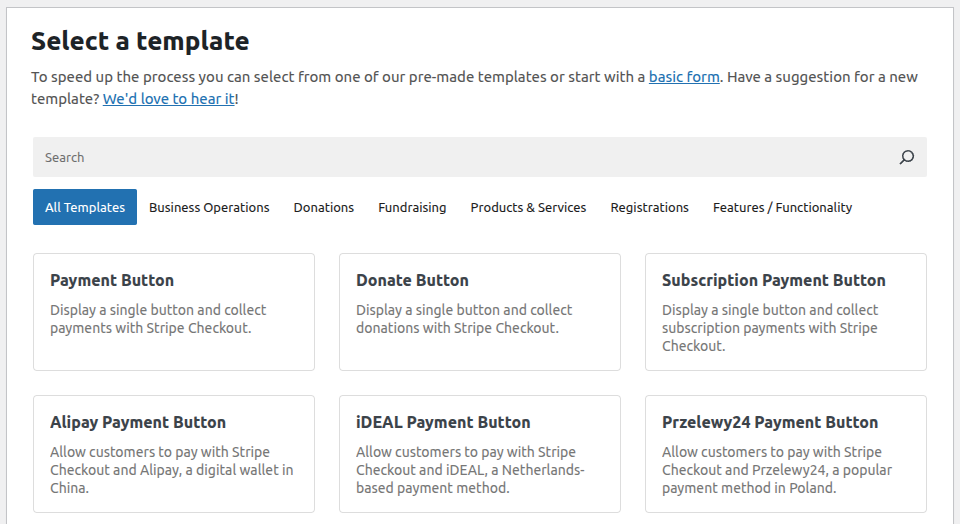 Select a template
To speed up the process you can select from one of our pre-made templates or start with a basic form. Have a suggestion for a new
template? We'd love to hear it!
Search
All Templates Business Operations Donations Fundraising Products & Services Registrations Features / Functionality
Payment Button
Display a single button and collect
payments with Stripe Checkout.
Donate Button
Display a single button and collect
donations with Stripe Checkout.
Subscription Payment Button
Display a single button and collect
subscription payments with Stripe
Checkout.
Alipay Payment Button
Allow customers to pay with Stripe
Checkout and Alipay, a digital wallet in
China.
iDEAL Payment Button
Allow customers to pay with Stripe
Checkout and iDEAL, a Netherlands-
based payment method.
Przelewy24 Payment Button
Allow customers to pay with Stripe
Checkout and Przelewy24, a popular
payment method in Poland.